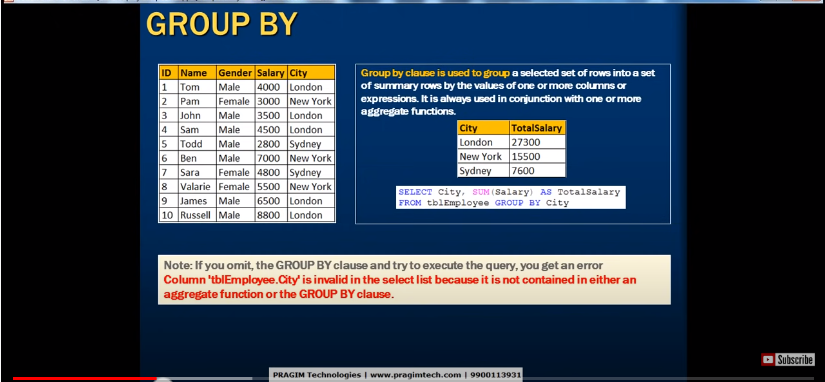 GROUP BY
ID Name Gender Salary City
1 Tom Male 4000 London
2 Pam Female 3000 New York
3 John Male 3500 London
4 Sam Male 4500 London
5 Todd Male 2800 Sydney
6 Ben Male 7000 New York
7 Sara Female 4800 Sydney
8 Valarie Female 5500 New York
9 James Male 6500 London
10 Russell Male 8800 London
Group by clause is used to group a selected set of rows into a set
of summary rows by the values of one or more columns or
expressions. It is always used in conjunction with one or more
aggregate functions.
City TotalSalary
London 27300
New York 15500
Sydney 7600
SELECT City, SUM(Salary) AS TotalSalary
FROM tblEmployee GROUP BY City
Note: If you omit, the GROUP BY clause and try to execute the query, you get an error
Column 'tblEmployee.City' is invalid in the select list because it is not contained in either an
aggregate function or the GROUP BY clause.
Subscribe
PRAGIM Technologies | www.pragimtech.com | 9900113931